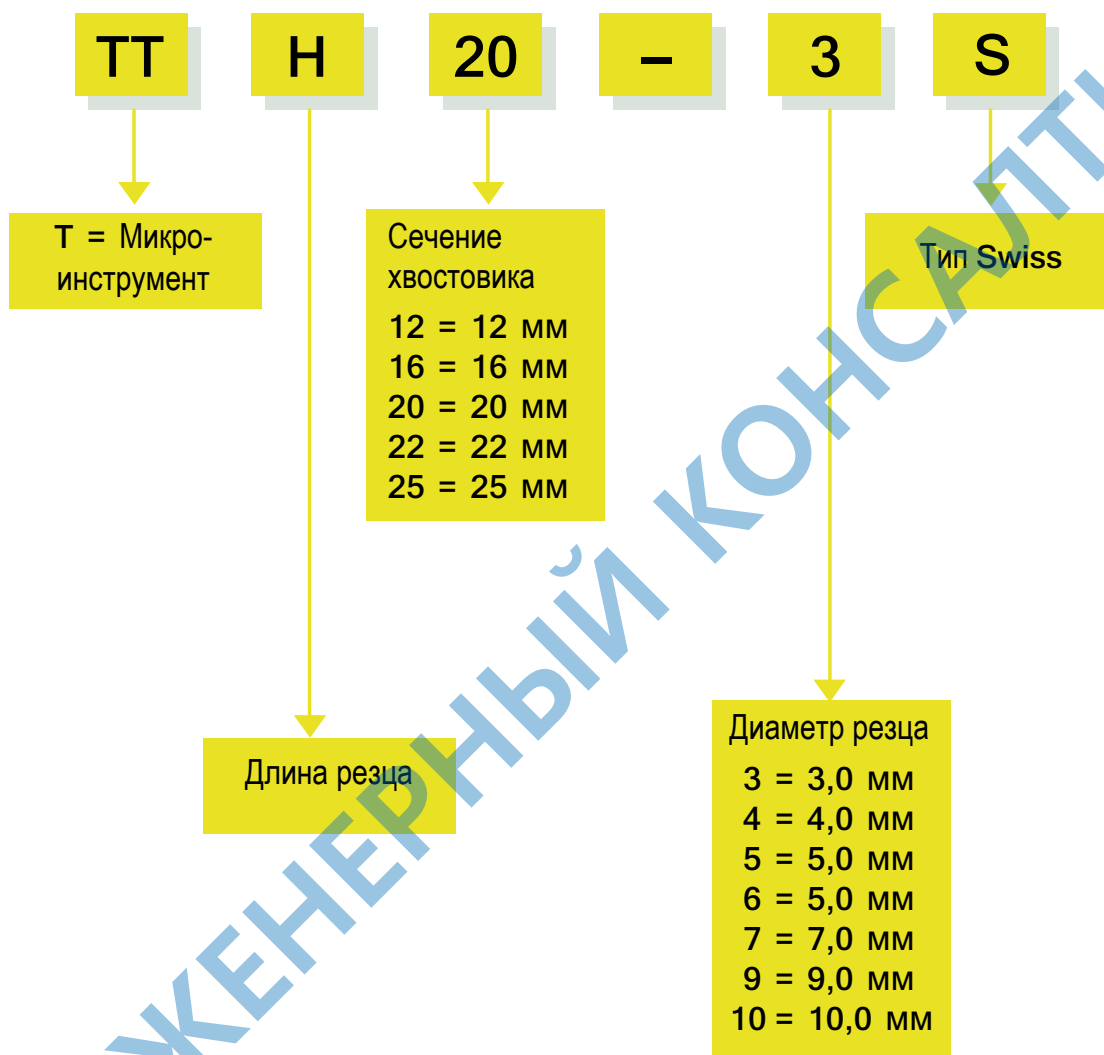 TT H 20 – 3 S
T = Микро-
инструмент
Сечение
хвостовика
12 = 12 мм
16 = 16 мм
20 = 20 мм
22 = 22 мм
25 = 25 мм
Тип Swiss
Длина резца
Диаметр резца
3 = 3,0 мм
4 = 4,0 мм
5 = 5,0 мм
6 = 5,0 мм
7 = 7,0 мм
9 = 9,0 мм
10 = 10,0 мм
ЖЕНЕРНЫЙ КОНСАЛТИ